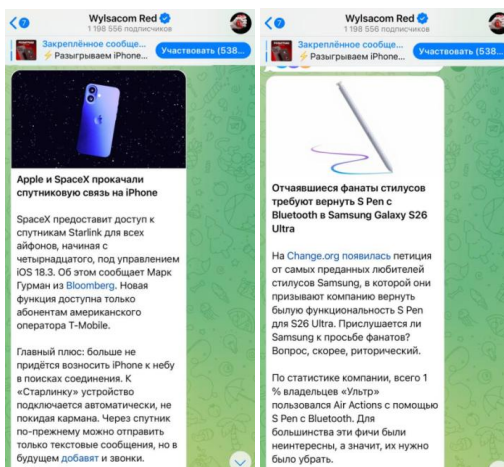 Wylsacom Red
1 198 556 подписчиков
Закреплённое сообще...
⚡ Разыгрываем iPhone...
Участвовать (538...
Apple и SpaceX прокачали
спутниковую связь на iPhone
SpaceX предоставит доступ к
спутникам Starlink для всех
айфонов, начиная с
четырнадцатого, под управлением
iOS 18.3. Об этом сообщает Марк
Гурман из Bloomberg. Новая
функция доступна только
абонентам американского
оператора T-Mobile.
Главный плюс: больше не
придётся возносить iPhone к небу
в поисках соединения. К
«Старлинку» устройство
подключается автоматически, не
покидая кармана. Через спутник
по-прежнему можно отправить
только текстовые сообщения, но в
будущем добавят и звонки.
Wylsacom Red
1 198 556 подписчиков
Закреплённое сообще...
⚡ Разыгрываем iPhone...
Участвовать (538...
Отчаявшиеся фанаты стилусов
требуют вернуть S Pen с
Bluetooth в Samsung Galaxy S26
Ultra
На Change.org появилась петиция
от самых преданных любителей
стилусов Samsung, в которой они
призывают компанию вернуть
былую функциональность S Pen
для S26 Ultra. Прислушается ли
Samsung к просьбе фанатов?
Вопрос, скорее, риторический.
По статистике компании, всего 1
% владельцев «Ультр»
пользовался Air Actions с помощью
S Pen с Bluetooth. Для
большинства эти фичи были
неинтересны, а значит, их нужно
было убрать.